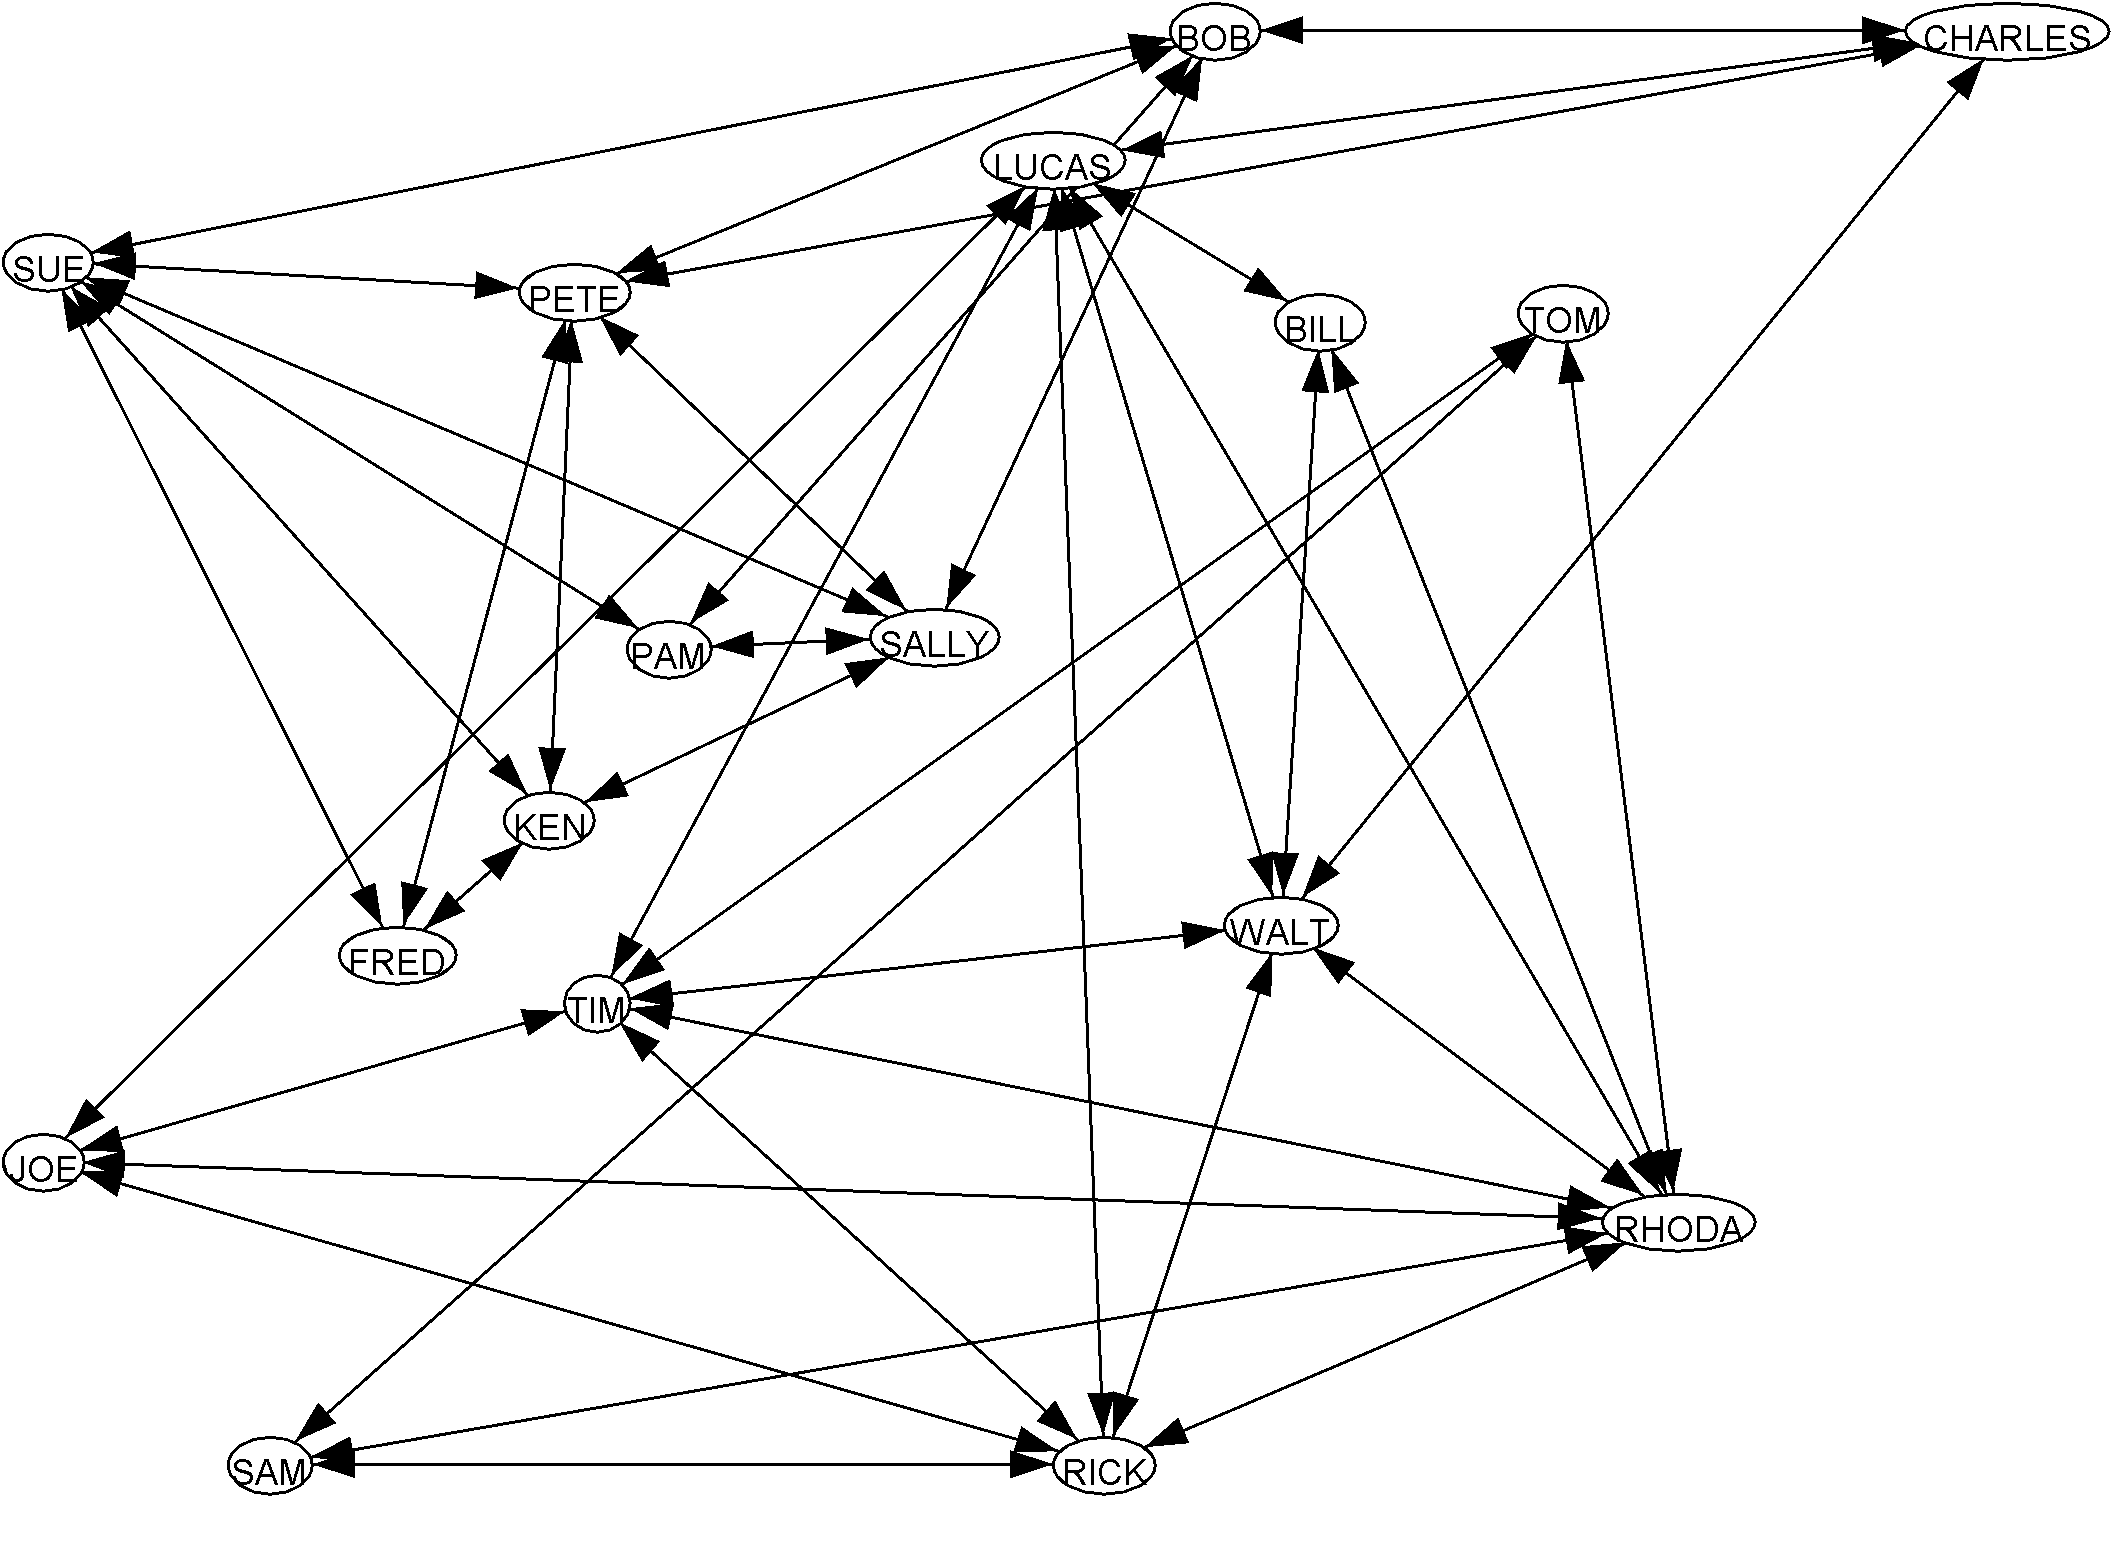 BOB
CHARLES
LUCAS
SUE
PETE
BILL
TOM
PAM
SALLY
KEN
FRED
WALT
TIM
JOE
RHODA
SAM
RICK